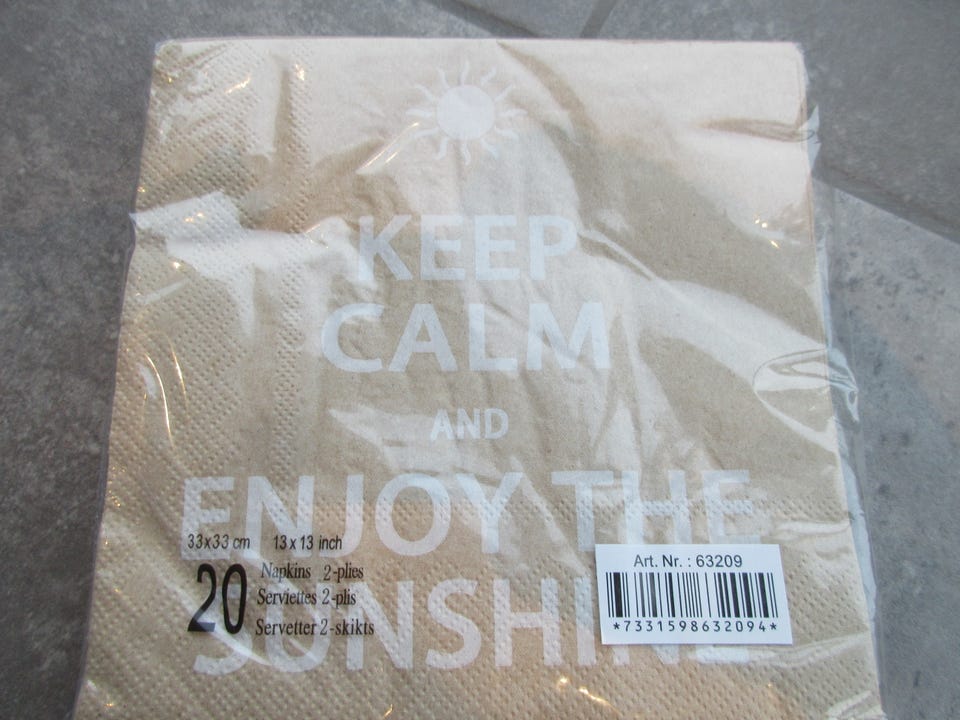 KEEP
CALM
AND
ENJOY THE
SUNSHINE
33x33 cm 13x13 inch
20
Napkins 2-plies
Serviettes 2-plis
Servetter 2-skikts
Art. Nr. : 63209
*7331598632094*